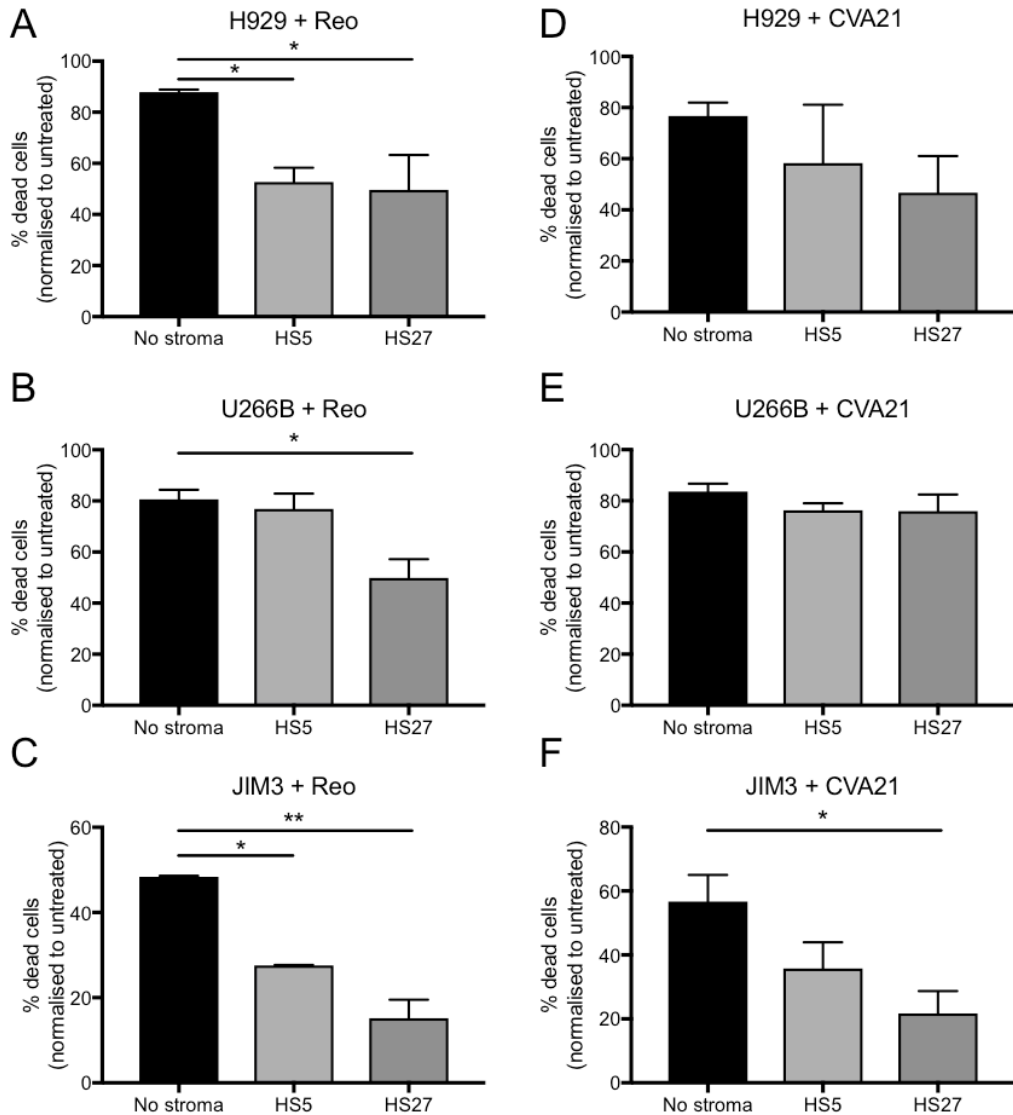 A
H929 + Reo
*
*
% dead cells
(normalised to untreated)
100
80
60
40
20
0
No stroma HS5 HS27
D
H929 + CVA21
% dead cells
(normalised to untreated)
100
80
60
40
20
0
No stroma HS5 HS27
B
U266B + Reo
*
% dead cells
(normalised to untreated)
100
80
60
40
20
0
No stroma HS5 HS27
E
U266B + CVA21
% dead cells
(normalised to untreated)
100
80
60
40
20
0
No stroma HS5 HS27
C
JIM3 + Reo
**
*
% dead cells
(normalised to untreated)
60
40
20
0
No stroma HS5 HS27
F
JIM3 + CVA21
*
% dead cells
(normalised to untreated)
80
60
40
20
0
No stroma HS5 HS27